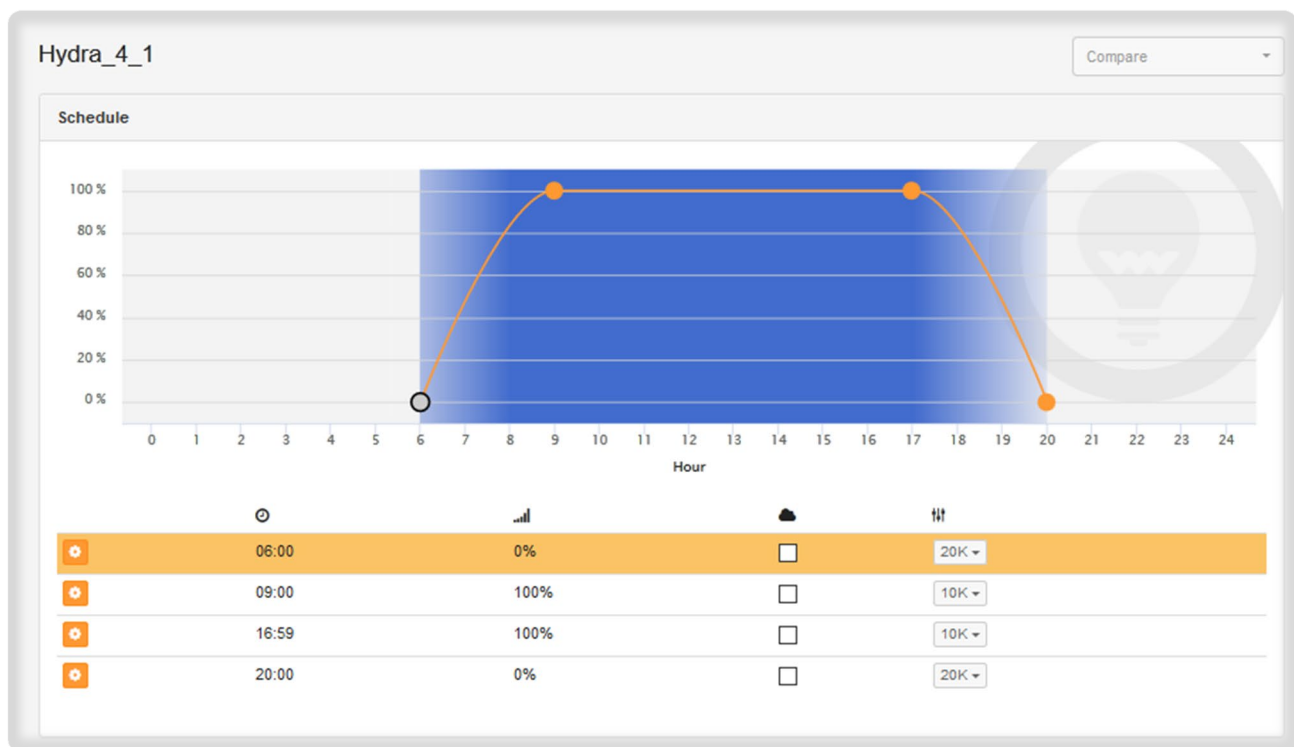 Hydra_4_1
Compare
Schedule
100 %
80 %
60 %
40 %
20 %
0 %
0 1 2 3 4 5 6 7 8 9 10 11 12 13 14 15 16 17 18 19 20 21 22 23 24
Hour
06:00 0% 20K
09:00 100% 10K
16:59 100% 10K
20:00 0% 20K